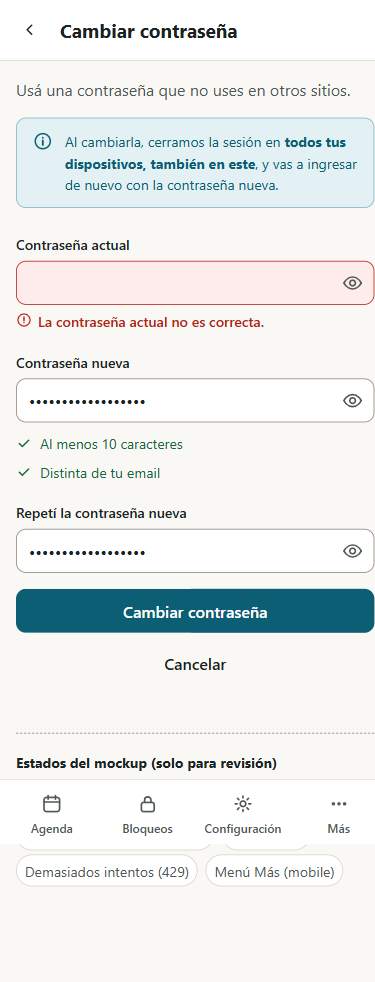 Cambiar contraseña
Usá una contraseña que no uses en otros sitios.
Al cambiarla, cerramos la sesión en todos tus
dispositivos, también en este, y vas a ingresar
de nuevo con la contraseña nueva.
Contraseña actual
La contraseña actual no es correcta.
Contraseña nueva
••••••••••••••••••
Al menos 10 caracteres
Distinta de tu email
Repetí la contraseña nueva
••••••••••••••••••
Cambiar contraseña
Cancelar
Estados del mockup (solo para revisión)
Agenda
Bloqueos
Configuración
Más
Demasiados intentos (429)
Menú Más (mobile)